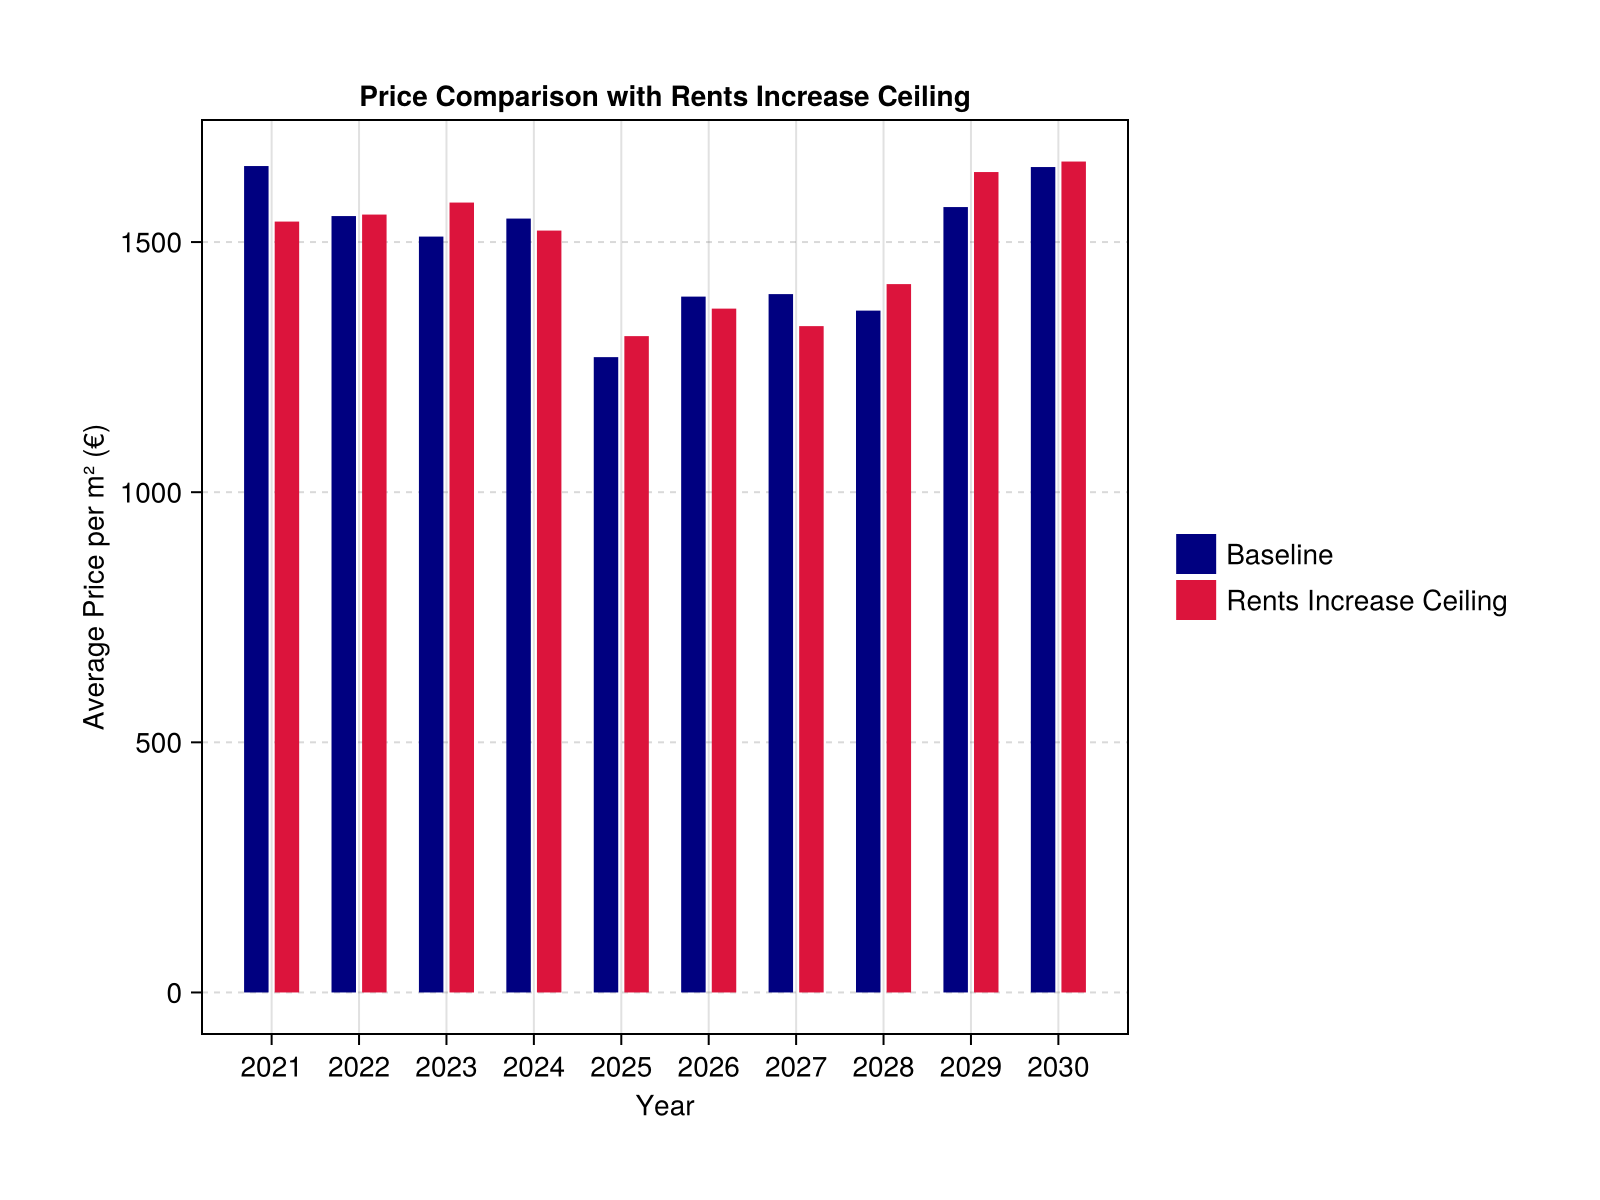 Price Comparison with Rents Increase Ceiling
Average Price per m² (€)
1500
1000
500
0
2021 2022 2023 2024 2025 2026 2027 2028 2029 2030
Year
Baseline
Rents Increase Ceiling